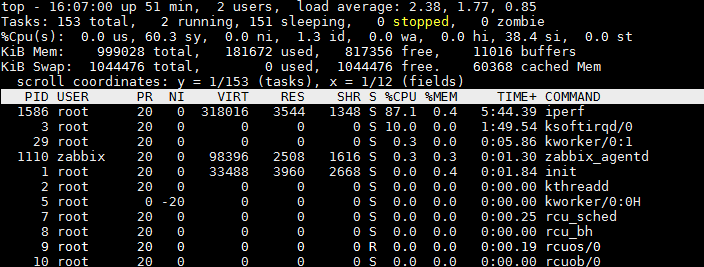 top - 16:07:00 up 51 min,  2 users,  load average: 2.38, 1.77, 0.85
Tasks: 153 total,   2 running, 151 sleeping,   0 stopped,   0 zombie
%Cpu(s):  0.0 us, 60.3 sy,  0.0 ni,  1.3 id,  0.0 wa,  0.0 hi, 38.4 si,  0.0 st
KiB Mem:    999028 total,   181672 used,   817356 free,    11016 buffers
KiB Swap:  1044476 total,        0 used,  1044476 free.    60368 cached Mem
  scroll coordinates: y = 1/153 (tasks), x = 1/12 (fields)
  PID USER      PR  NI    VIRT    RES    SHR S %CPU %MEM     TIME+ COMMAND
 1586 root      20   0  318016   3544   1348 S 87.1  0.4   5:44.39 iperf
    3 root      20   0       0      0      0 S 10.0  0.0   1:49.54 ksoftirqd/0
   29 root      20   0       0      0      0 S  0.3  0.0   0:05.86 kworker/0:1
 1110 zabbix    20   0   98396   2508   1616 S  0.3  0.3   0:01.30 zabbix_agentd
    1 root      20   0   33488   3960   2668 S  0.0  0.4   0:01.84 init
    2 root      20   0       0      0      0 S  0.0  0.0   0:00.00 kthreadd
    5 root       0 -20       0      0      0 S  0.0  0.0   0:00.00 kworker/0:0H
    7 root      20   0       0      0      0 S  0.0  0.0   0:00.25 rcu_sched
    8 root      20   0       0      0      0 S  0.0  0.0   0:00.00 rcu_bh
    9 root      20   0       0      0      0 R  0.0  0.0   0:00.19 rcuos/0
   10 root      20   0       0      0      0 S  0.0  0.0   0:00.00 rcuob/0